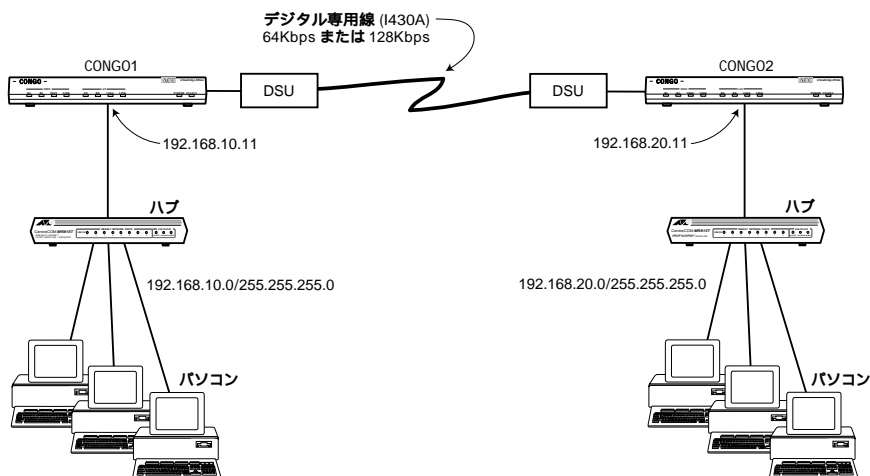 デジタル専用線 (I430A)
64Kbps または 128Kbps
CONGO1
CONGO2
- CONGO -
DSU
DSU
- CONGO -
192.168.10.11
192.168.20.11
ハブ
ハブ
192.168.10.0/255.255.255.0
192.168.20.0/255.255.255.0
パソコン
パソコン